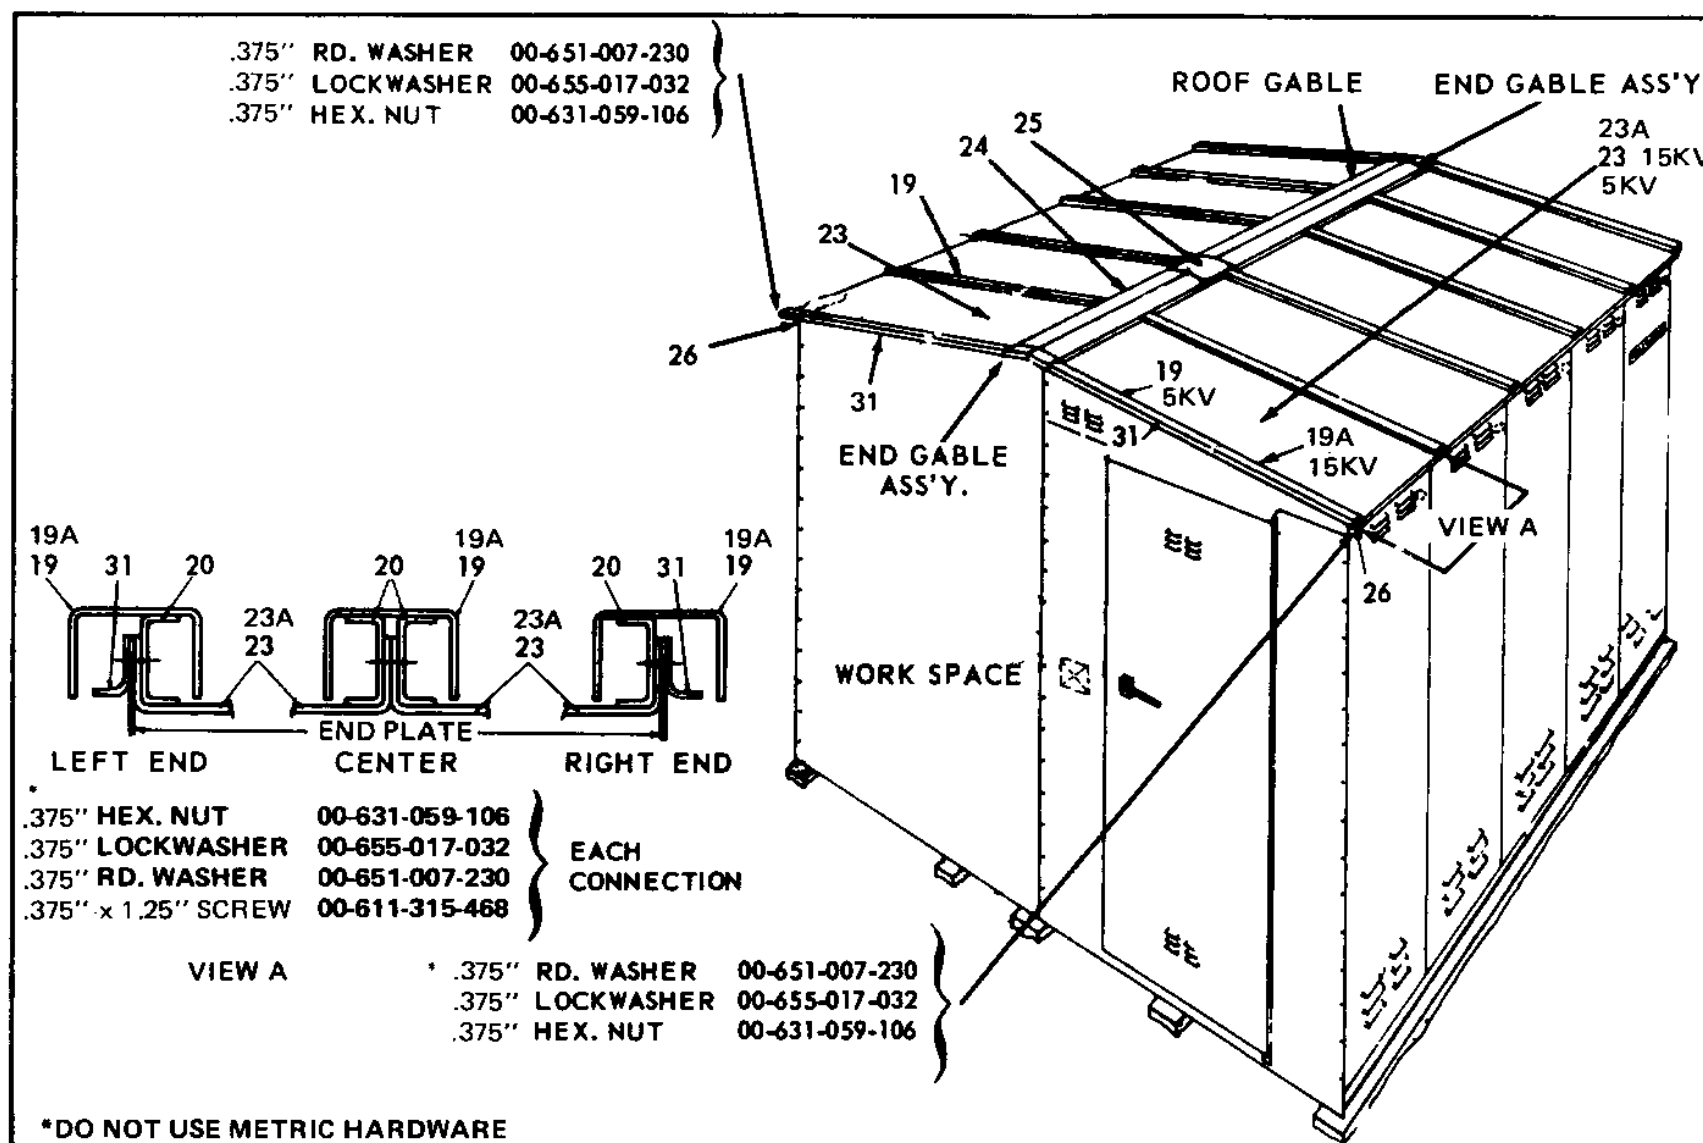 .375" RD. WASHER 00-651-007-230
.375" LOCKWASHER 00-655-017-032
.375" HEX. NUT 00-631-059-106
ROOF GABLE
END GABLE ASS'Y
23A
23 15KV
5KV
25
24
19
23
26
31
19
5KV
31
19A
15KV
END GABLE
ASS'Y.
VIEW A
26
WORK SPACE
19A
19 31 20
20
19A
19
20 31
19A
19
23A
23
23A
23
END PLATE
LEFT END CENTER RIGHT END
*
.375" HEX. NUT 00-631-059-106
.375" LOCKWASHER 00-655-017-032
.375" RD. WASHER 00-651-007-230
.375" x 1.25" SCREW 00-611-315-468
EACH
CONNECTION
VIEW A
* .375" RD. WASHER 00-651-007-230
.375" LOCKWASHER 00-655-017-032
.375" HEX. NUT 00-631-059-106
*DO NOT USE METRIC HARDWARE